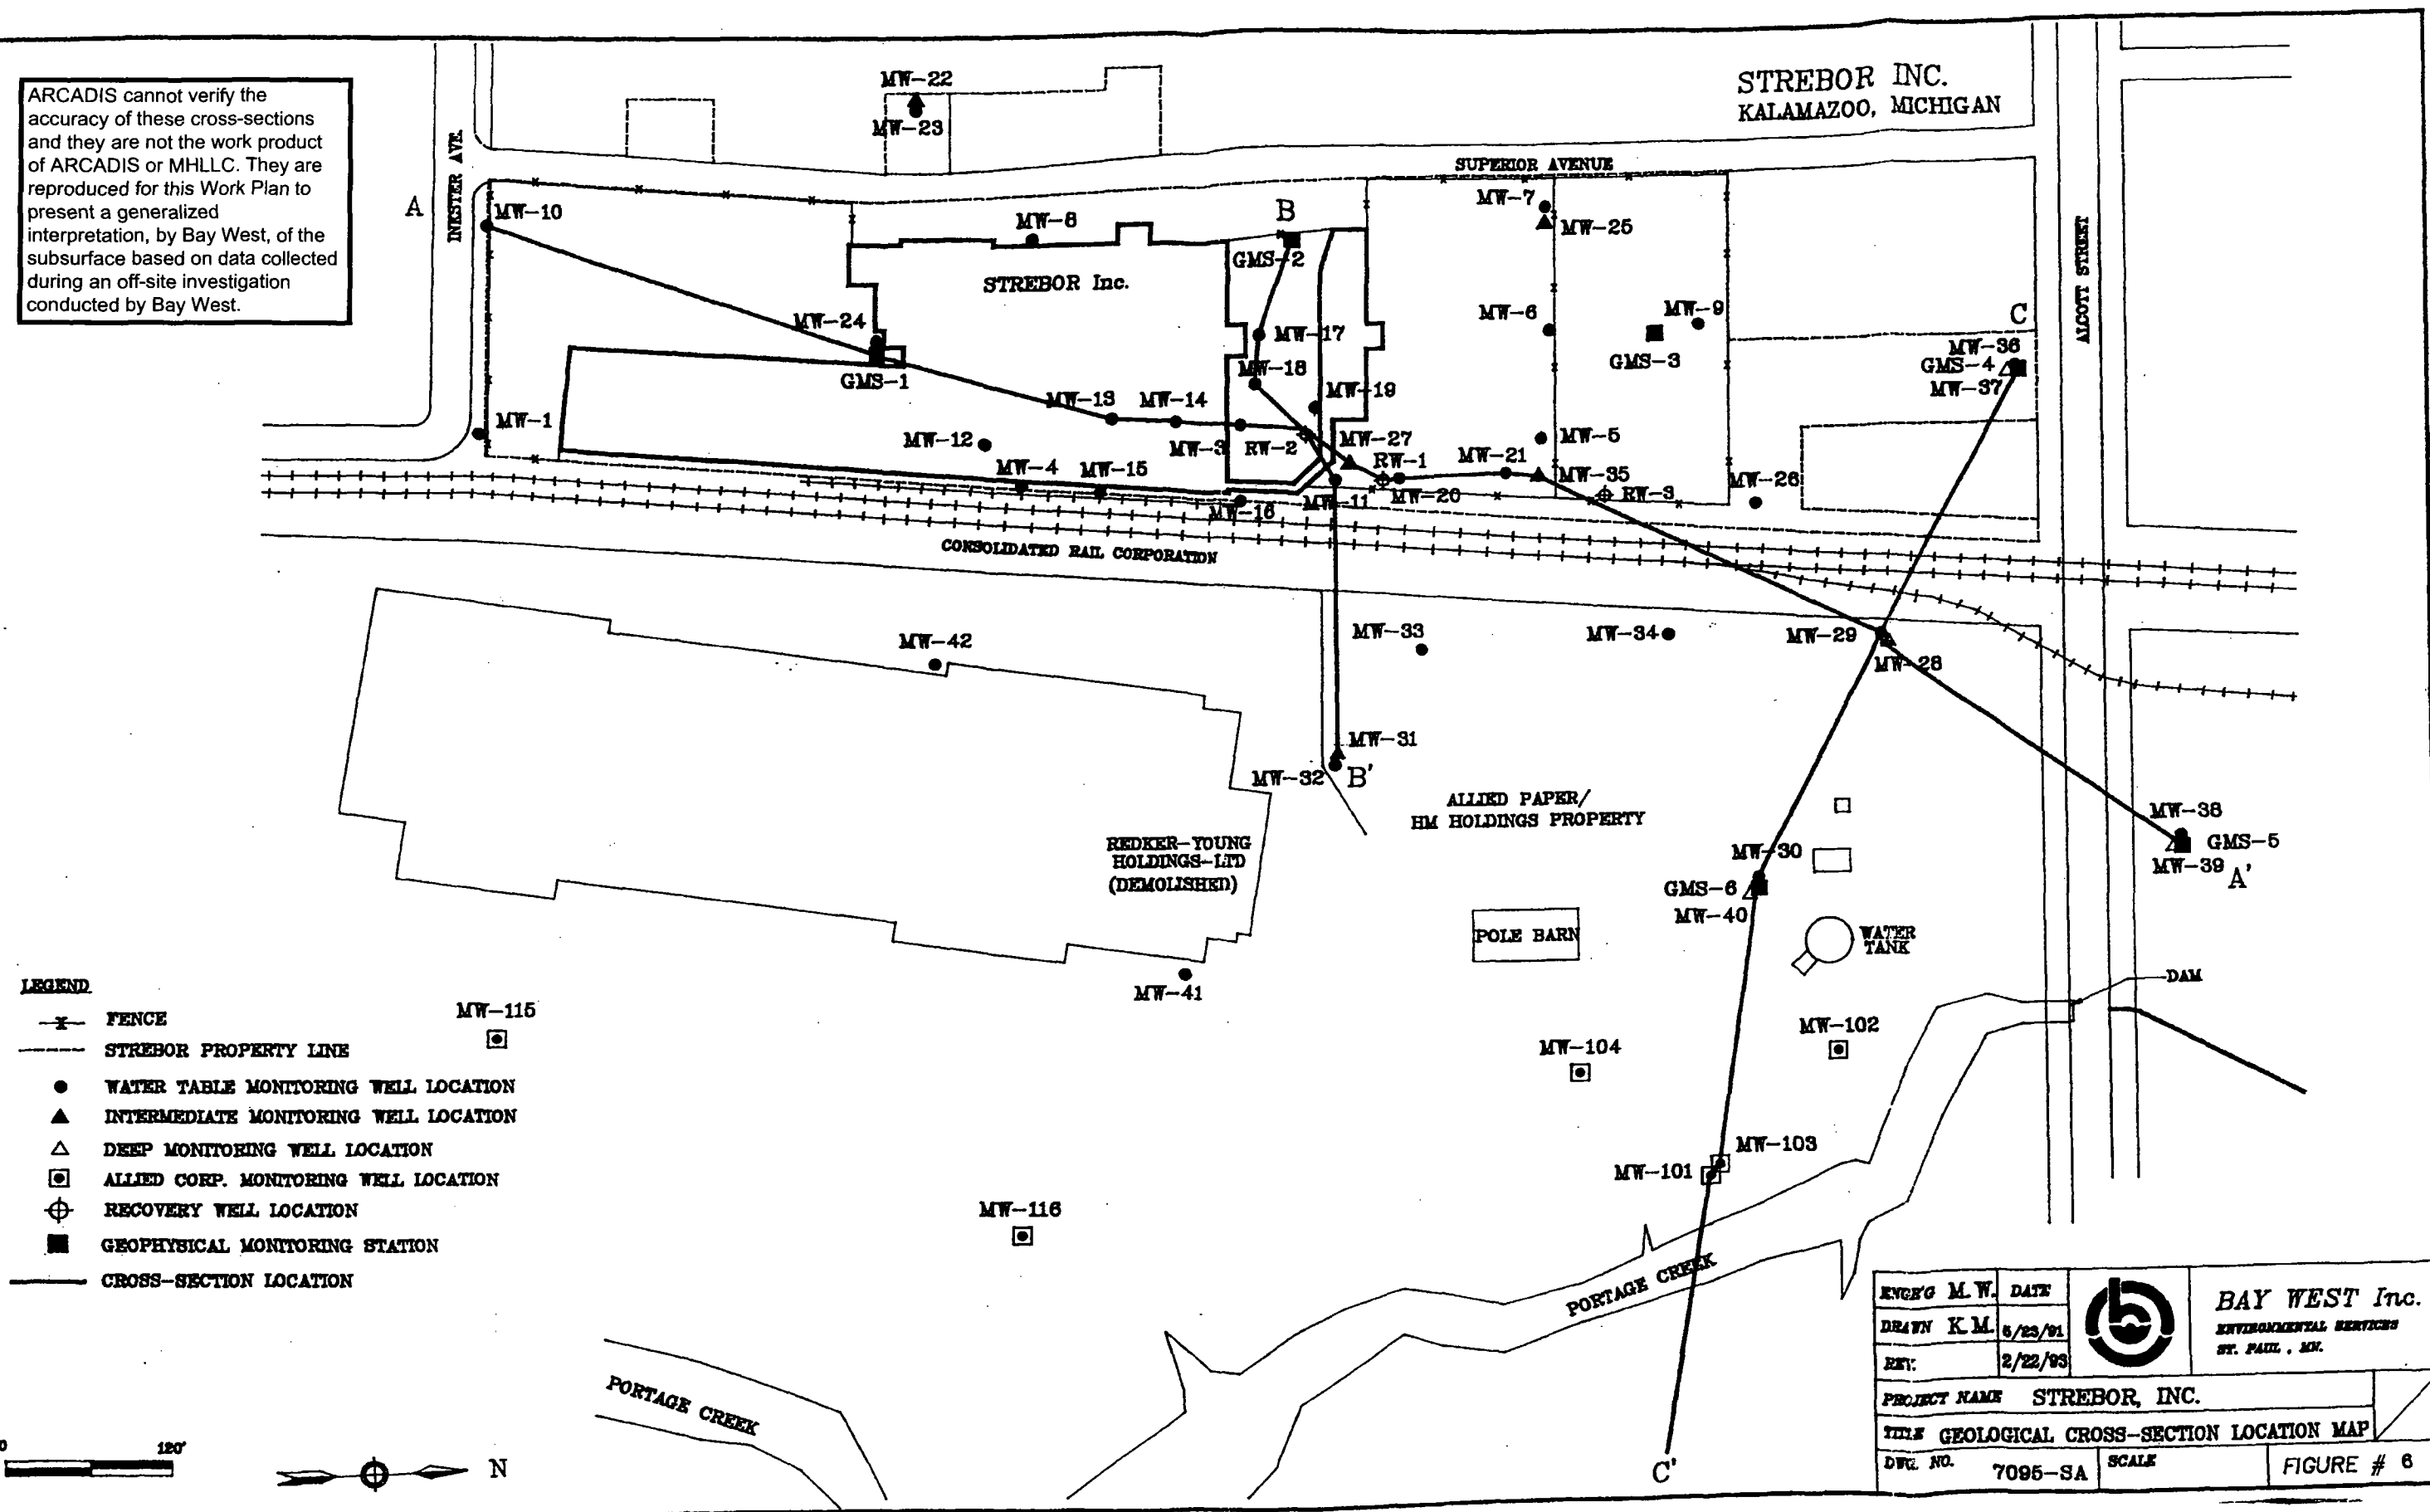 ARCADIS cannot verify the
accuracy of these cross-sections
and they are not the work product
of ARCADIS or MHLLC. They are
reproduced for this Work Plan to
present a generalized
interpretation, by Bay West, of the
subsurface based on data collected
during an off-site investigation
conducted by Bay West.
STREBOR INC.
KALAMAZOO, MICHIGAN
MW-22
MW-23
INKSTER AVE.
SUPERIOR AVENUE
ALCOTT STREET
A
MW-10
MW-8
B
GMS-2
MW-7
MW-25
STREBOR Inc.
MW-24
GMS-1
MW-17
MW-18
MW-19
MW-6
MW-9
GMS-3
C
MW-36
GMS-4
MW-37
MW-1
MW-12
MW-13
MW-14
MW-3
RW-2
MW-27
RW-1
MW-21
MW-5
MW-35
RW-3
MW-26
MW-4
MW-15
MW-16
MW-11
MW-20
CONSOLIDATED RAIL CORPORATION
MW-42
MW-33
MW-34
MW-29
MW-28
MW-31
MW-32
B'
ALLIED PAPER/
HM HOLDINGS PROPERTY
REDKER-YOUNG
HOLDINGS-LTD
(DEMOLISHED)
MW-38
GMS-5
MW-39
A'
MW-30
GMS-6
MW-40
POLE BARN
WATER
TANK
DAM
MW-41
MW-115
MW-104
MW-102
MW-103
MW-101
MW-116
PORTAGE CREEK
PORTAGE CREEK
C'
LEGEND
FENCE
STREBOR PROPERTY LINE
WATER TABLE MONITORING WELL LOCATION
INTERMEDIATE MONITORING WELL LOCATION
DEEP MONITORING WELL LOCATION
ALLIED CORP. MONITORING WELL LOCATION
RECOVERY WELL LOCATION
GEOPHYSICAL MONITORING STATION
CROSS-SECTION LOCATION
0 120'
N
ENGR'G M.W. DATE
DRAWN K.M. 5/23/91
REV. 2/22/93
BAY WEST Inc.
ENVIRONMENTAL SERVICES
ST. PAUL, MN.
PROJECT NAME STREBOR, INC.
TITLE GEOLOGICAL CROSS-SECTION LOCATION MAP
DWG. NO. 7095-SA SCALE FIGURE # 6